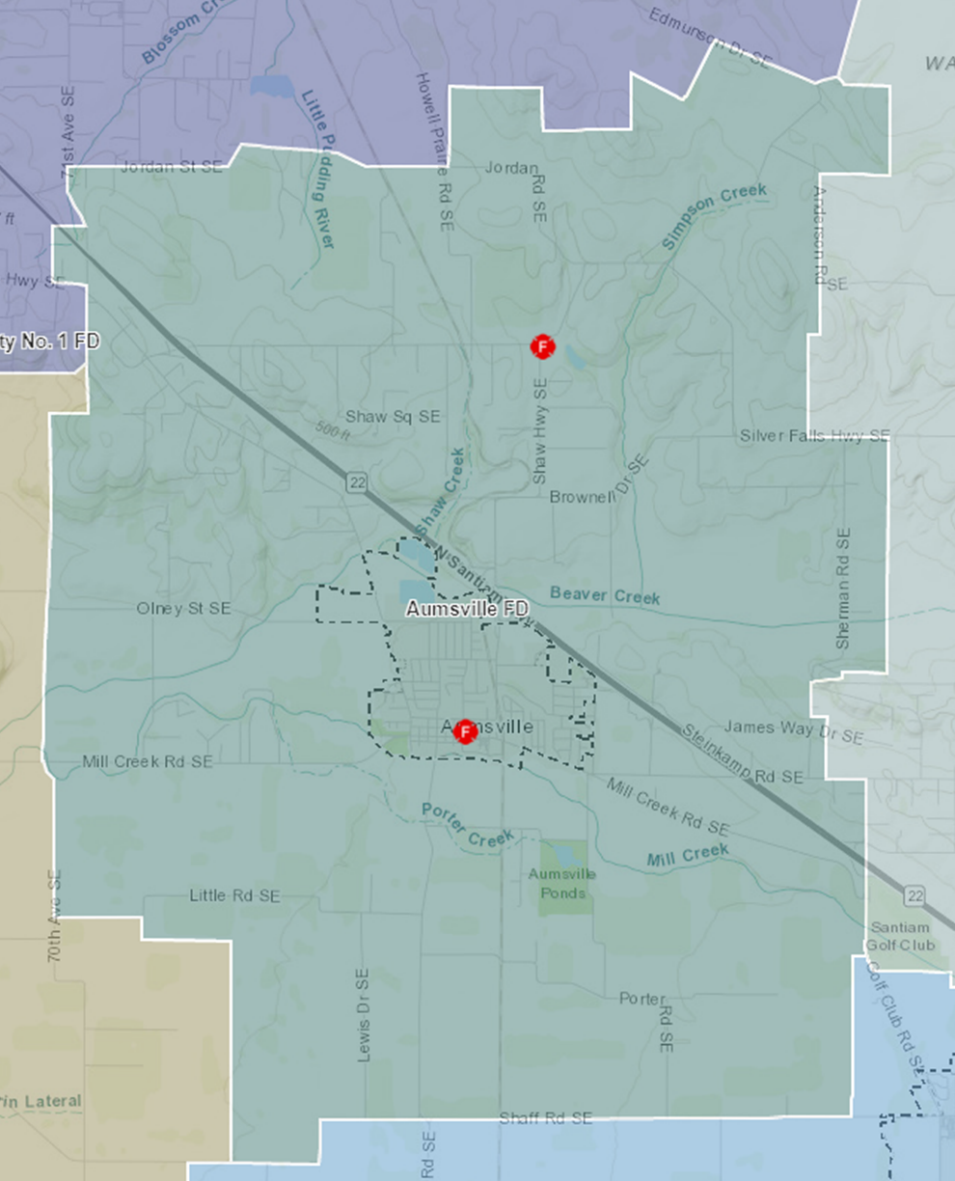 Blossom Cr
Edmunson Dr SE
WA
71st Ave SE
Little Pudding River
Howell Prairie Rd SE
Jordan St SE
Jordan
Rd SE
Simpson Creek
Anderson Rd
SE
ft
Hwy SE
ty No. 1 FD
F
Shaw Sq SE
500 ft
Shaw Hwy SE
Silver Falls Hwy SE
22
Shaw Creek
Brownell
Dr SE
N Santiam
Sherman Rd SE
Olney St SE
Aumsville FD
Beaver Creek
F
James Way Dr SE
Steinkamp Rd SE
Mill Creek Rd SE
Mill Creek Rd SE
Porter Creek
Mill Creek
Aumsville
Ponds
Little Rd SE
70th Ave SE
22
Santiam
Golf Club
Golf Club Rd SE
Lewis Dr SE
Porter
Rd SE
rin Lateral
Shaff Rd SE
Rd SE